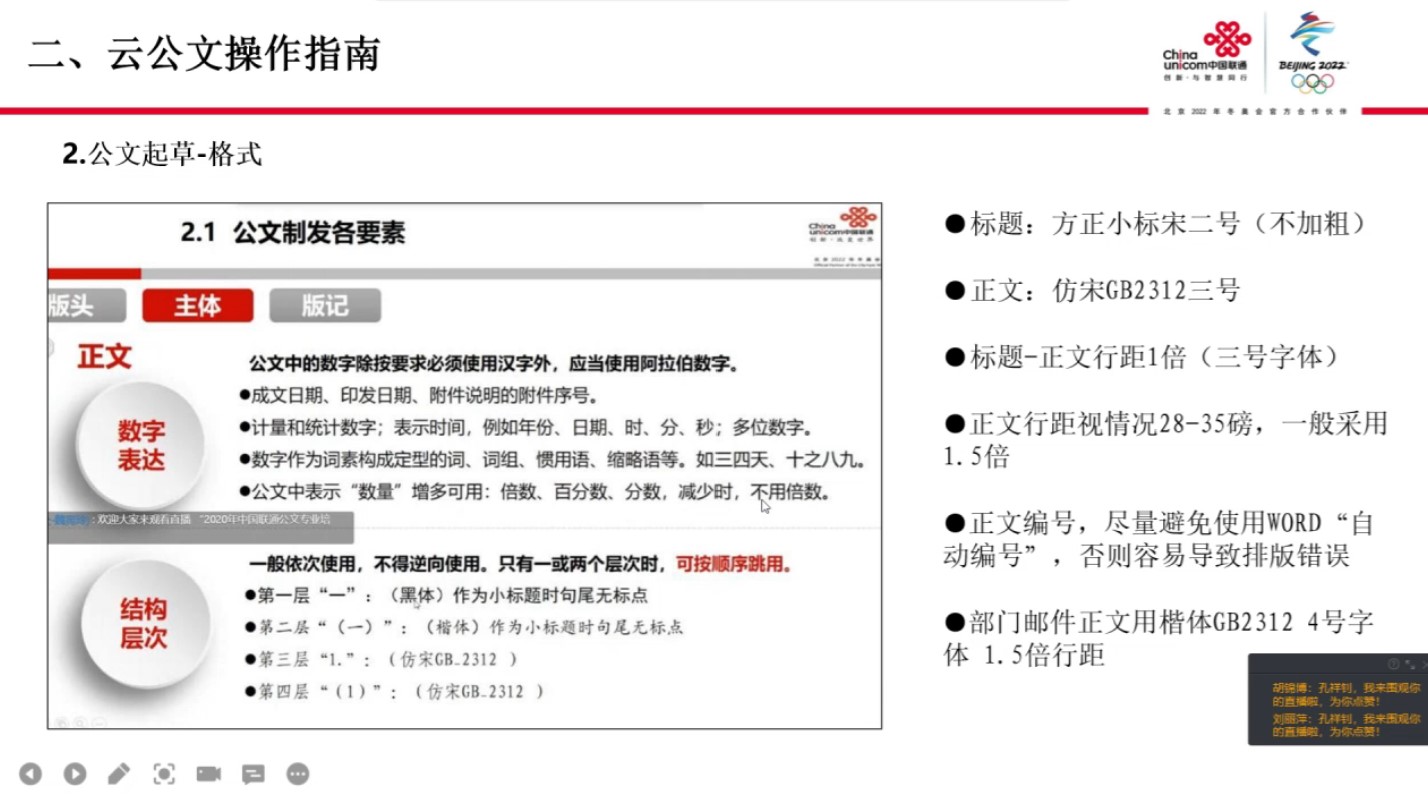 二、云公文操作指南
China
unicom中国联通
创新·与智慧同行
BEIJING 2022
北京2022年冬奥会官方合作伙伴
2.公文起草-格式
2.1 公文制发各要素
China
unicom中国联通
版头
主体
版记
正文
数字
表达
公文中的数字除按要求必须使用汉字外，应当使用阿拉伯数字。
●成文日期、印发日期、附件说明的附件序号。
●计量和统计数字；表示时间，例如年份、日期、时、分、秒；多位数字。
●数字作为词素构成定型的词、词组、惯用语、缩略语等。如三四天、十之八九。
●公文中表示“数量”增多可用：倍数、百分数、分数，减少时，不用倍数。
：欢迎大家来观看直播 “2020年中国联通公文专业培
结构
层次
一般依次使用，不得逆向使用。只有一或两个层次时，可按顺序跳用。
●第一层“一”：（黑体）作为小标题时句尾无标点
●第二层“（一）”：（楷体）作为小标题时句尾无标点
●第三层“1.”：（仿宋GB_2312 ）
●第四层“（1）”：（仿宋GB_2312 ）
●标题：方正小标宋二号（不加粗）
●正文：仿宋GB2312三号
●标题-正文行距1倍（三号字体）
●正文行距视情况28-35磅，一般采用
1.5倍
●正文编号，尽量避免使用WORD“自
动编号”，否则容易导致排版错误
●部门邮件正文用楷体GB2312 4号字
体 1.5倍行距
胡锦博：孔祥钊，我来围观你
的直播啦，为你点赞！
刘丽萍：孔祥钊，我来围观你
的直播啦，为你点赞！